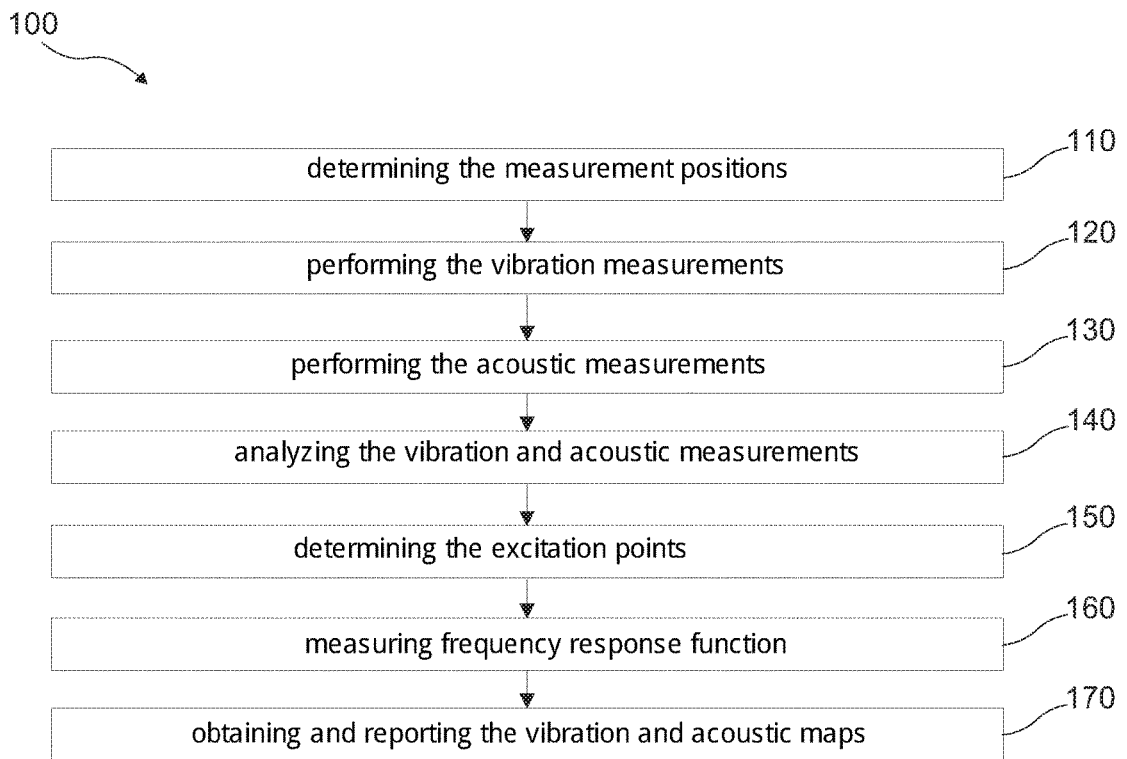 100
110
determining the measurement positions
120
performing the vibration measurements
130
performing the acoustic measurements
140
analyzing the vibration and acoustic measurements
150
determining the excitation points
160
measuring frequency response function
170
obtaining and reporting the vibration and acoustic maps